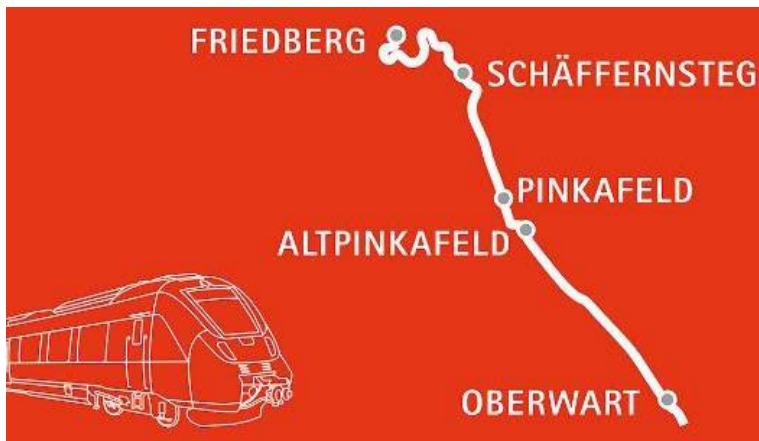 FRIEDBERG
SCHÄFFERNSTEG
PINKAFELD
ALTPINKAFELD
OBERWART